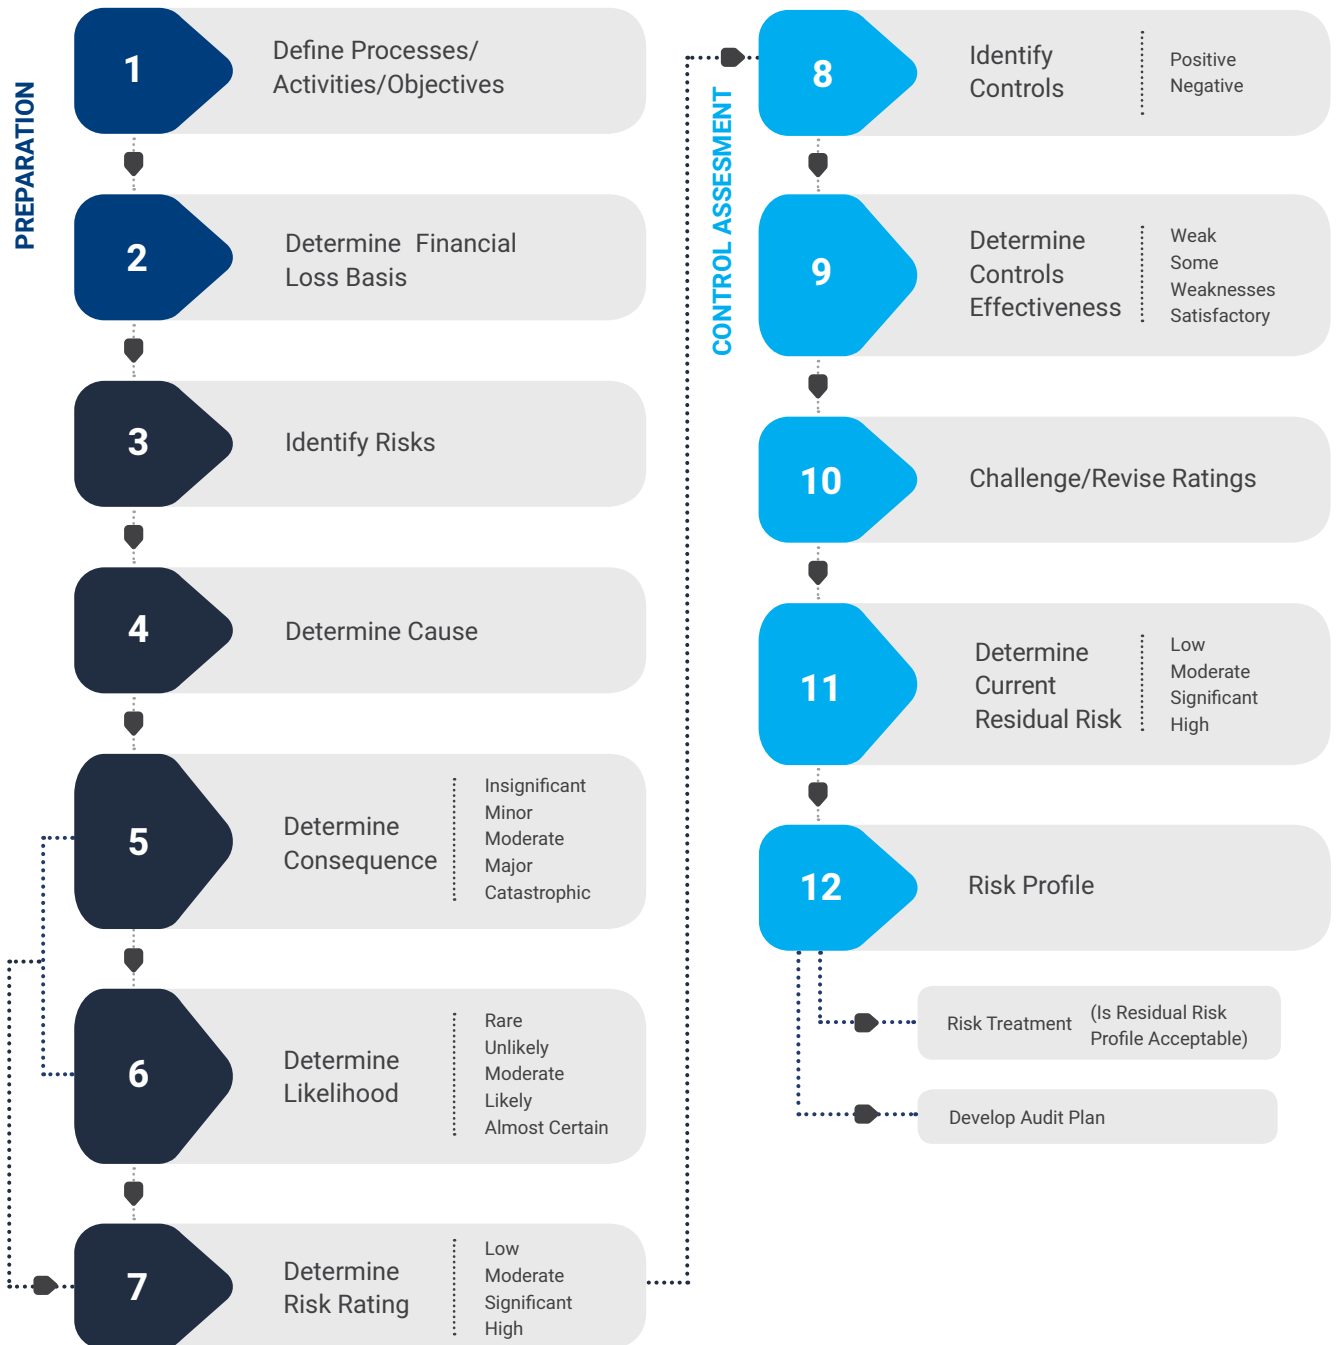 PREPARATION
1
Define Processes/
Activities/Objectives
2
Determine Financial
Loss Basis
3
Identify Risks
4
Determine Cause
5
Determine
Consequence
Insignificant
Minor
Moderate
Major
Catastrophic
6
Determine
Likelihood
Rare
Unlikely
Moderate
Likely
Almost Certain
7
Determine
Risk Rating
Low
Moderate
Significant
High
CONTROL ASSESMENT
8
Identify
Controls
Positive
Negative
9
Determine
Controls
Effectiveness
Weak
Some
Weaknesses
Satisfactory
10
Challenge/Revise Ratings
11
Determine
Current
Residual Risk
Low
Moderate
Significant
High
12
Risk Profile
Risk Treatment
(Is Residual Risk
Profile Acceptable)
Develop Audit Plan